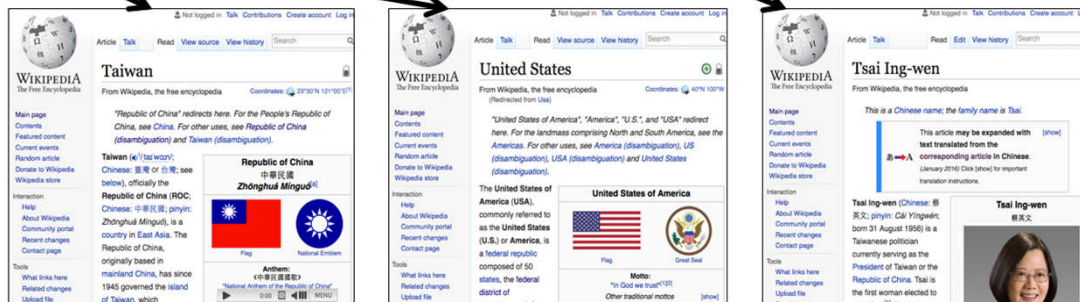 Not logged in Talk Contributions Create account Log in
Article Talk Read View source View history Search
WIKIPEDIA
The Free Encyclopedia
Main page
Contents
Featured content
Current events
Random article
Donate to Wikipedia
Wikipedia store
Interaction
Help
About Wikipedia
Community portal
Recent changes
Contact page
Tools
What links here
Related changes
Upload file
Taiwan
From Wikipedia, the free encyclopedia
Coordinates: 23°30'N 121°00'E
"Republic of China" redirects here. For the People's Republic of
China, see China. For other uses, see Republic of China
(disambiguation) and Taiwan (disambiguation).
Taiwan
Chinese: 臺灣 or 台灣; see
below), officially the
Republic of China (ROC;
Chinese: 中華民國; pinyin:
Zhōnghuá Mínguó), is a
country in East Asia. The
Republic of China,
originally based in
mainland China, has since
1945 governed the island
of Taiwan, which
Republic of China
中華民國
Zhōnghuá Mínguó[a]
Flag National Emblem
Anthem:
《中華民國國歌》
"National Anthem of the Republic of China"
0:00 MENU
Not logged in Talk Contributions Create account Log in
Article Talk Read View source View history Search
WIKIPEDIA
The Free Encyclopedia
Main page
Contents
Featured content
Current events
Random article
Donate to Wikipedia
Wikipedia store
Interaction
Help
About Wikipedia
Community portal
Recent changes
Contact page
Tools
What links here
Related changes
Upload file
United States
From Wikipedia, the free encyclopedia
(Redirected from Usa)
Coordinates: 40°N 100°W
"United States of America", "America", "U.S.", and "USA" redirect
here. For the landmass comprising North and South America, see the
Americas. For other uses, see America (disambiguation), US
(disambiguation), USA (disambiguation) and United States
(disambiguation).
The United States of
America (USA),
commonly referred to
as the United States
(U.S.) or America, is
a federal republic
composed of 50
states, the federal
district of
United States of America
Flag Great Seal
Motto:
"In God we trust"[1][2]
Other traditional mottos [show]
Not logged in Talk Contributions Create account
Article Talk Read Edit View history Search
WIKIPEDIA
The Free Encyclopedia
Main page
Contents
Featured content
Current events
Random article
Donate to Wikipedia
Wikipedia store
Interaction
Help
About Wikipedia
Community portal
Recent changes
Contact page
Tools
What links here
Related changes
Upload file
Tsai Ing-wen
From Wikipedia, the free encyclopedia
This is a Chinese name; the family name is Tsai.
This article may be expanded with [show]
text translated from the
corresponding article in Chinese.
(January 2016) Click [show] for important
translation instructions.
あ A
Tsai Ing-wen (Chinese: 蔡
英文; pinyin: Cài Yīngwén;
born 31 August 1956) is a
Taiwanese politician
currently serving as the
President of Taiwan or the
Republic of China. Tsai is
the first woman elected to
Tsai Ing-wen
蔡英文